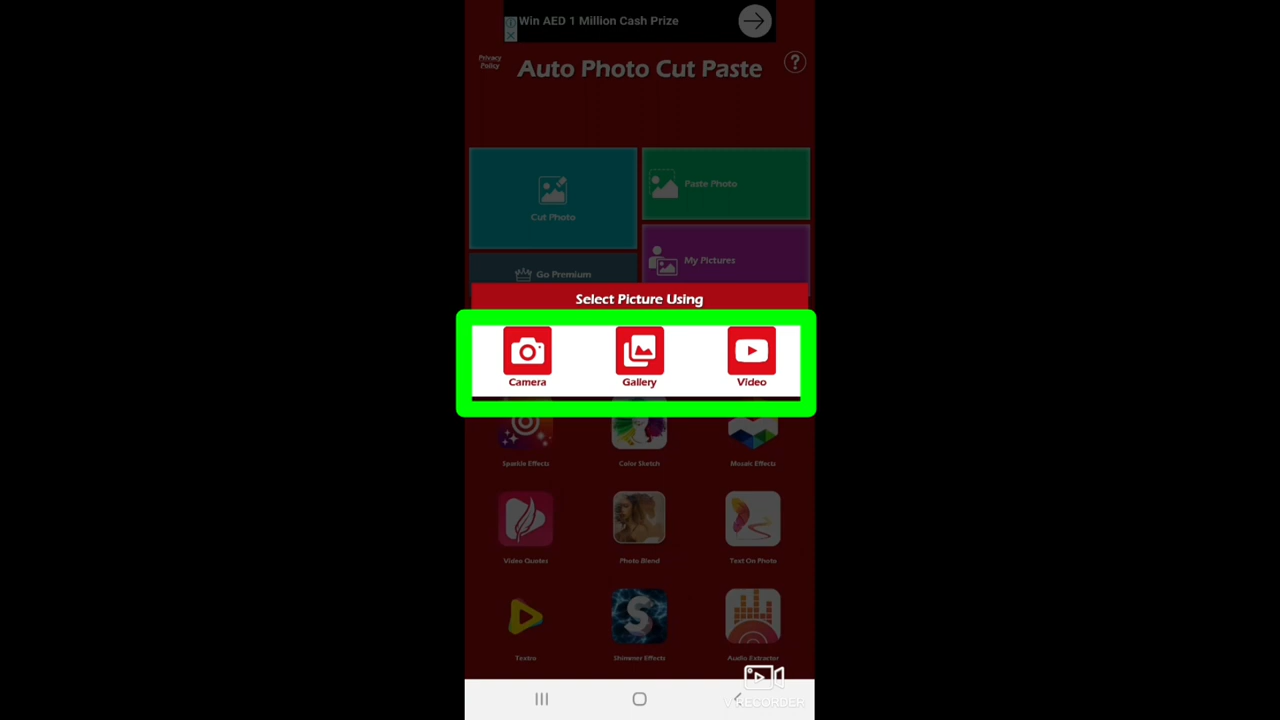 Win AED 1 Million Cash Prize
Privacy Policy
Auto Photo Cut Paste
?
Cut Photo
Paste Photo
Go Premium
My Pictures
Select Picture Using
Camera
Gallery
Video
Sparkle Effects
Color Sketch
Mosaic Effects
Video Quotes
Photo Blend
Text On Photo
Textro
Shimmer Effects
Audio Extractor
V RECORDER